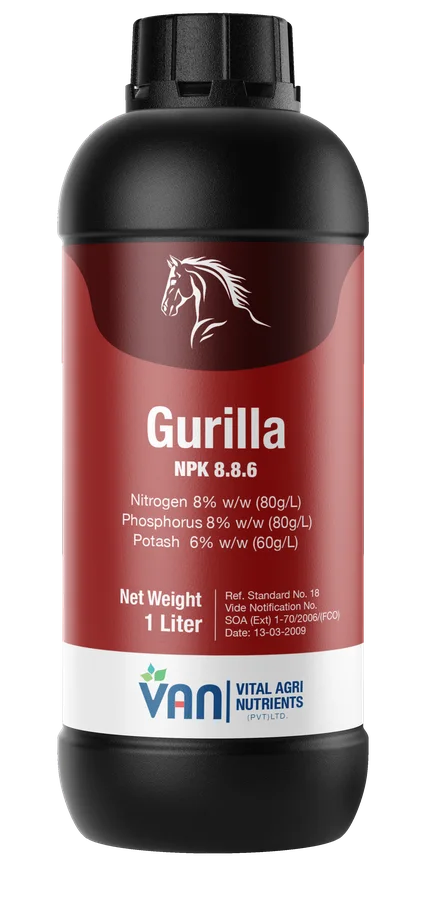 Gurilla
NPK 8.8.6
Nitrogen 8% w/w (80g/L)
Phosphorus 8% w/w (80g/L)
Potash 6% w/w (60g/L)
Net Weight
1 Liter
Ref. Standard No. 18
Vide Notification No.
SOA (Ext) 1-70/2006/(FCO)
Date: 13-03-2009
VAN
VITAL AGRI
NUTRIENTS
(PVT)LTD.